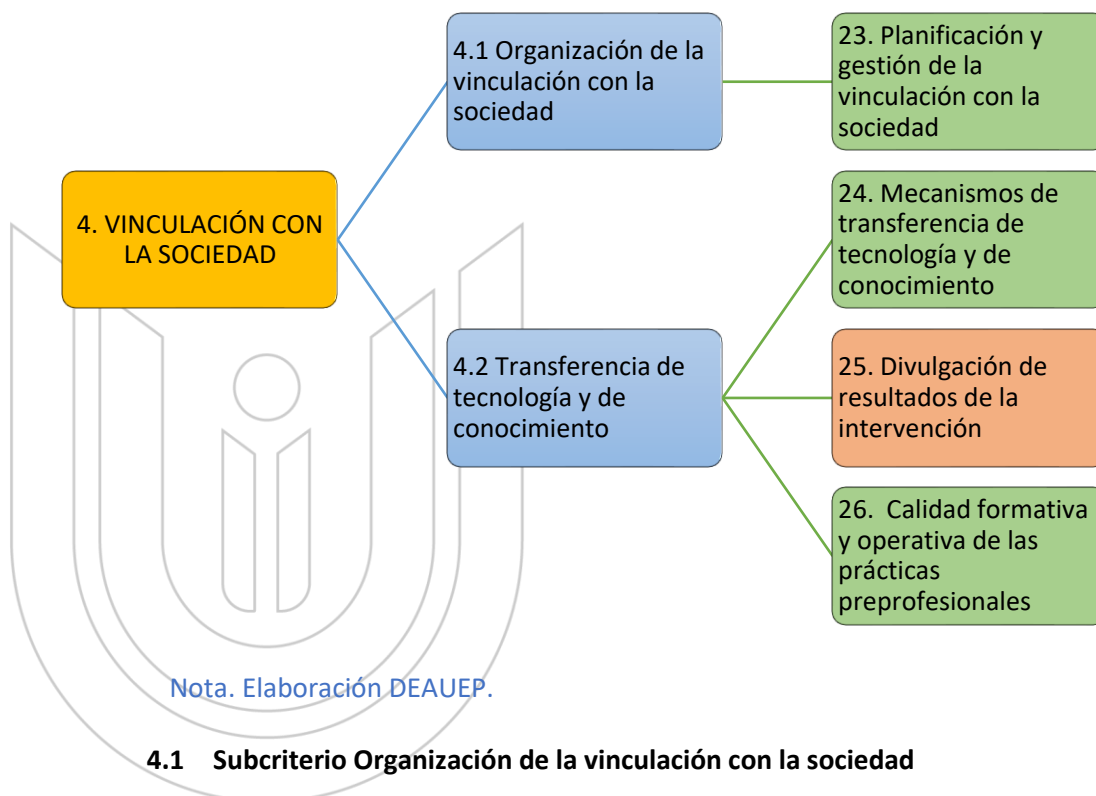 4. VINCULACIÓN CON
LA SOCIEDAD
4.1 Organización de la
vinculación con la
sociedad
23. Planificación y
gestión de la
vinculación con la
sociedad
4.2 Transferencia de
tecnología y de
conocimiento
24. Mecanismos de
transferencia de
tecnología y de
conocimiento
25. Divulgación de
resultados de la
intervención
26. Calidad formativa
y operativa de las
prácticas
preprofesionales
Nota. Elaboración DEAUEP.
4.1 Subcriterio Organización de la vinculación con la sociedad